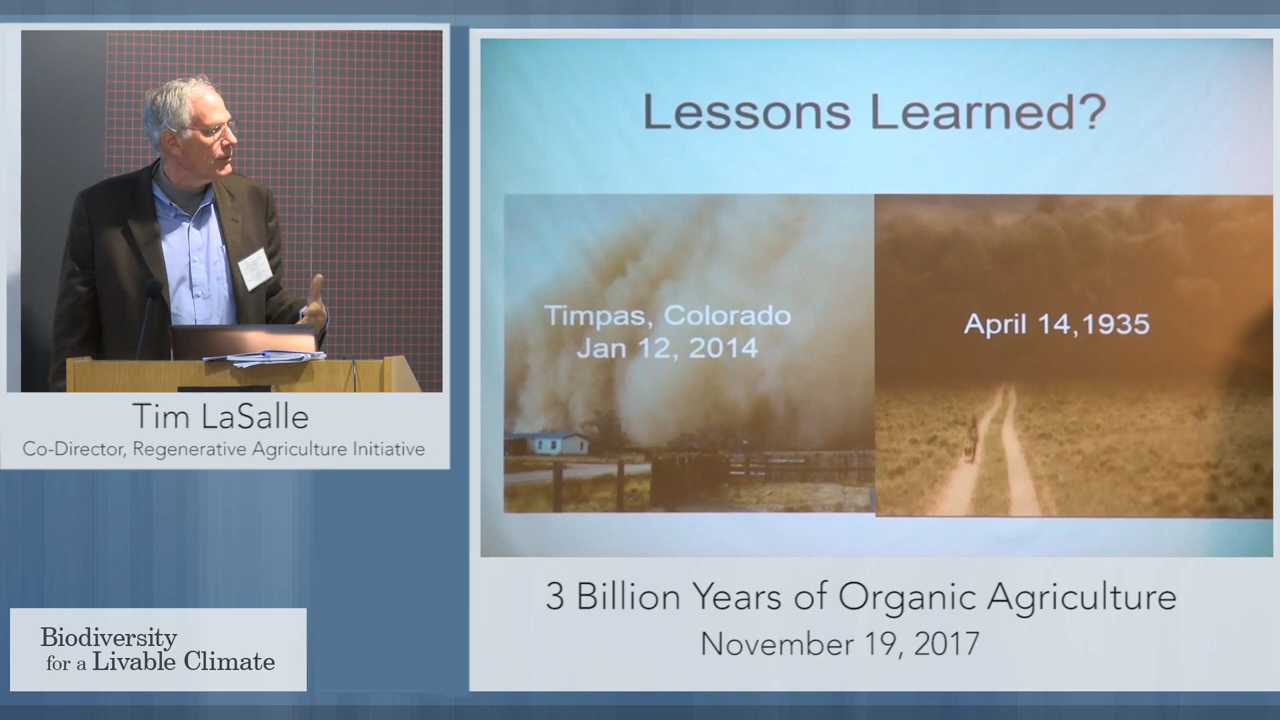 Tim LaSalle
Co-Director, Regenerative Agriculture Initiative
Biodiversity
for a Livable Climate
Lessons Learned?
Timpas, Colorado
Jan 12, 2014
April 14,1935
3 Billion Years of Organic Agriculture
November 19, 2017